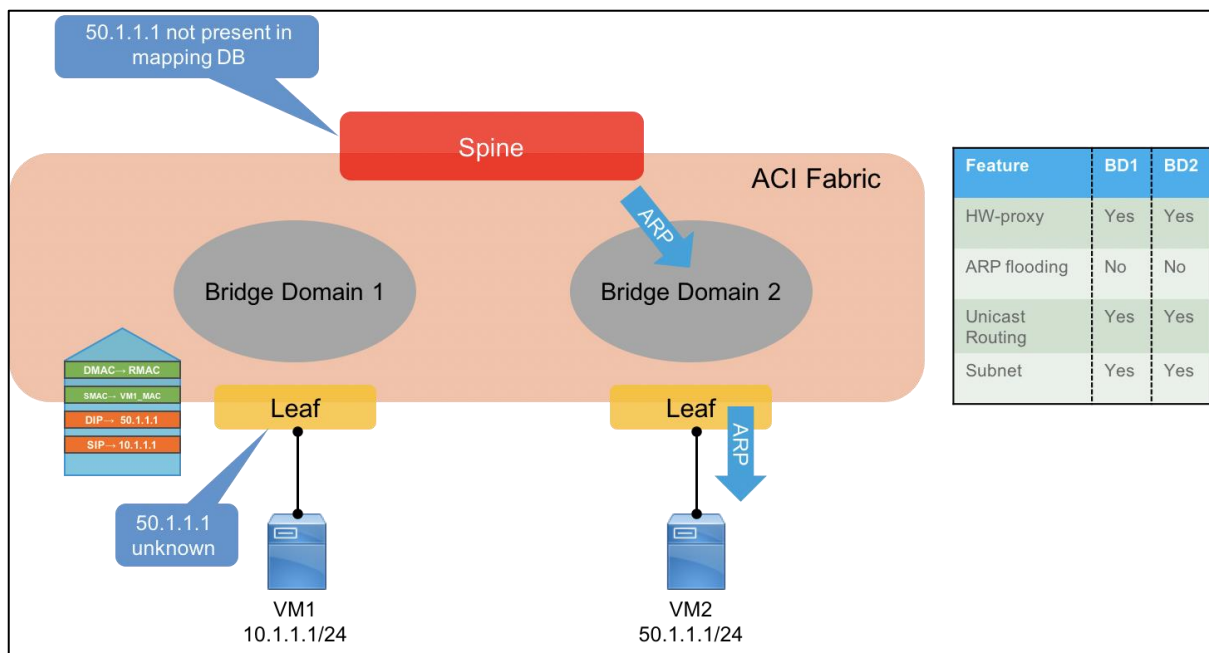 50.1.1.1 not present in
mapping DB
Spine
ACI Fabric
ARP
Bridge Domain 1
Bridge Domain 2
DMAC→ RMAC
SMAC→ VM1_MAC
DIP→ 50.1.1.1
SIP→ 10.1.1.1
Leaf
Leaf
ARP
50.1.1.1
unknown
VM1
10.1.1.1/24
VM2
50.1.1.1/24
Feature BD1 BD2
HW-proxy Yes Yes
ARP flooding No No
Unicast Yes Yes
Routing
Subnet Yes Yes